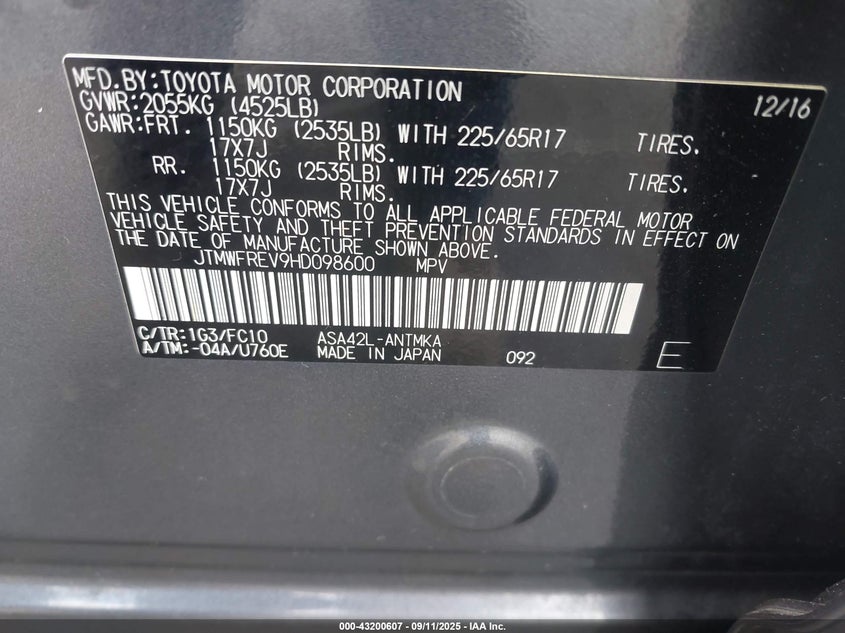 MFD.BY:TOYOTA MOTOR CORPORATION 12/16
GVWR:2055KG (4525LB)
GAWR:FRT. 1150KG (2535LB) WITH 225/65R17 TIRES.
17X7J RIMS.
RR. 1150KG (2535LB) WITH 225/65R17 TIRES.
17X7J RIMS.
THIS VEHICLE CONFORMS TO ALL APPLICABLE FEDERAL MOTOR
VEHICLE SAFETY AND THEFT PREVENTION STANDARDS IN EFFECT ON
THE DATE OF MANUFACTURE SHOWN ABOVE.
JTMWFREV9HD098600 MPV
C/TR:1G3/FC10 ASA42L-ANTMKA
A/TM:-04A/U760E MADE IN JAPAN 092 E
000-43200607 - 09/11/2025 - IAA Inc.